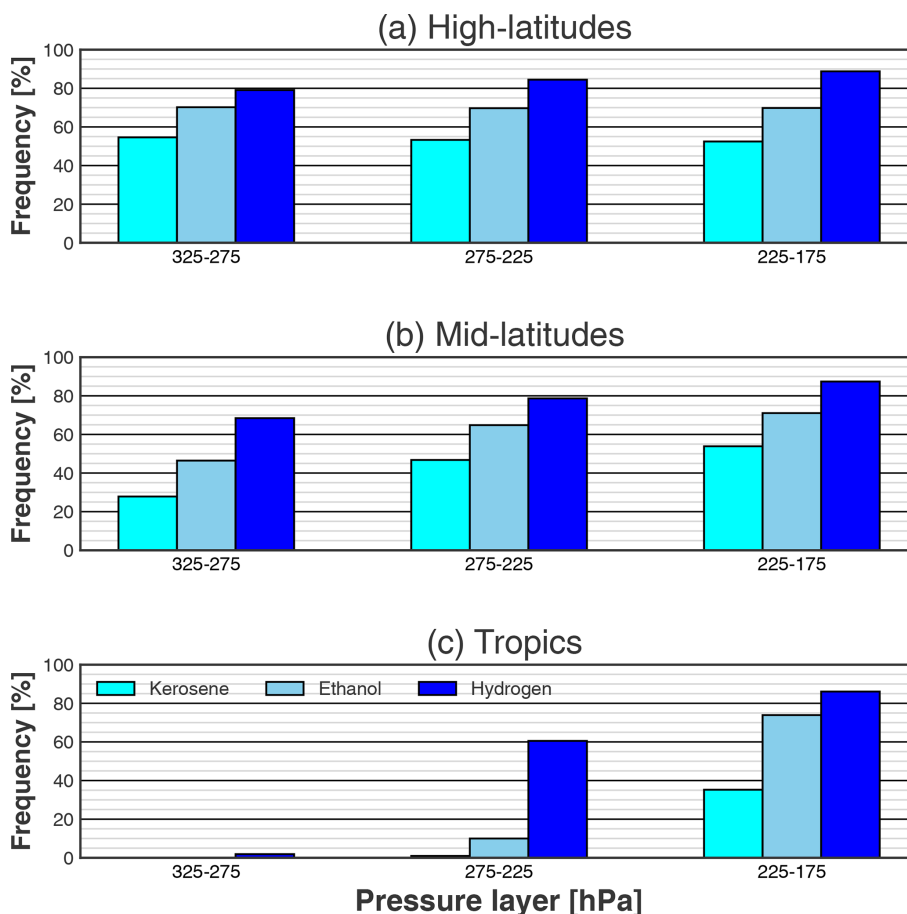 (a) High-latitudes
Frequency [%]
100
80
60
40
20
0
325-275 275-225 225-175
(b) Mid-latitudes
Frequency [%]
100
80
60
40
20
0
325-275 275-225 225-175
(c) Tropics
Frequency [%]
100
80
60
40
20
0
Kerosene Ethanol Hydrogen
325-275 275-225 225-175
Pressure layer [hPa]